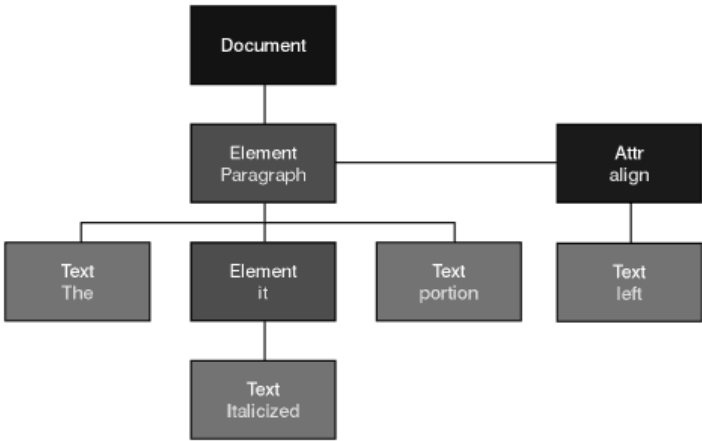 Document
Element
Paragraph
Attr
align
Text
The
Element
it
Text
portion
Text
left
Text
Italicized